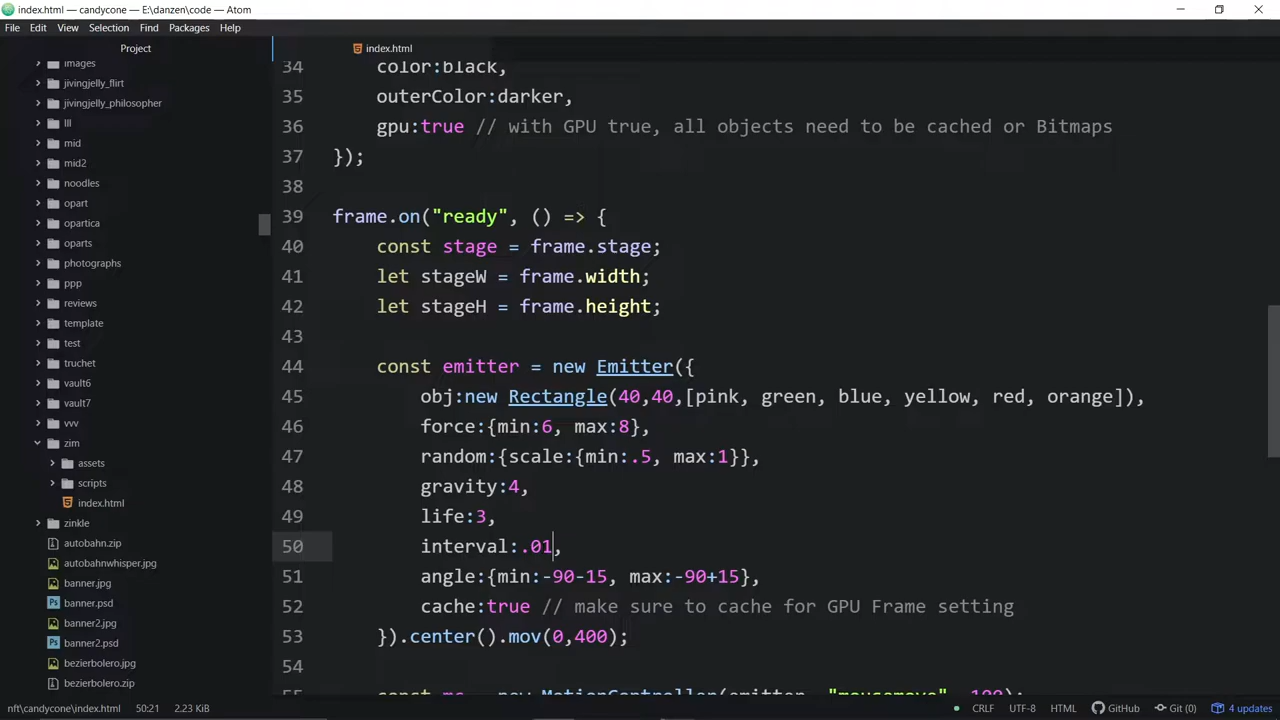 index.html — candycone — E:\danzen\code — Atom
File Edit View Selection Find Packages Help
Project
images
jivingjelly_flirt
jivingjelly_philosopher
lll
mid
mid2
noodles
opart
opartica
oparts
photographs
ppp
reviews
template
test
truchet
vault6
vault7
vvv
zim
assets
scripts
index.html
zinkle
autobahn.zip
autobahnwhisper.jpg
banner.jpg
banner.psd
banner2.jpg
banner2.psd
bezierbolero.jpg
bezierbolero.zip
index.html
34 color:black,
35 outerColor:darker,
36 gpu:true // with GPU true, all objects need to be cached or Bitmaps
37 });
38
39 frame.on("ready", () => {
40 const stage = frame.stage;
41 let stageW = frame.width;
42 let stageH = frame.height;
43
44 const emitter = new Emitter({
45 obj:new Rectangle(40,40,[pink, green, blue, yellow, red, orange]),
46 force:{min:6, max:8},
47 random:{scale:{min:.5, max:1}},
48 gravity:4,
49 life:3,
50 interval:.01,
51 angle:{min:-90-15, max:-90+15},
52 cache:true // make sure to cache for GPU Frame setting
53 }).center().mov(0,400);
54
55 const mc = new MotionController(emitter, "mousemove", 100);
nft\candycone\index.html 50:21 2.23 KiB CRLF UTF-8 HTML GitHub Git (0) 4 updates